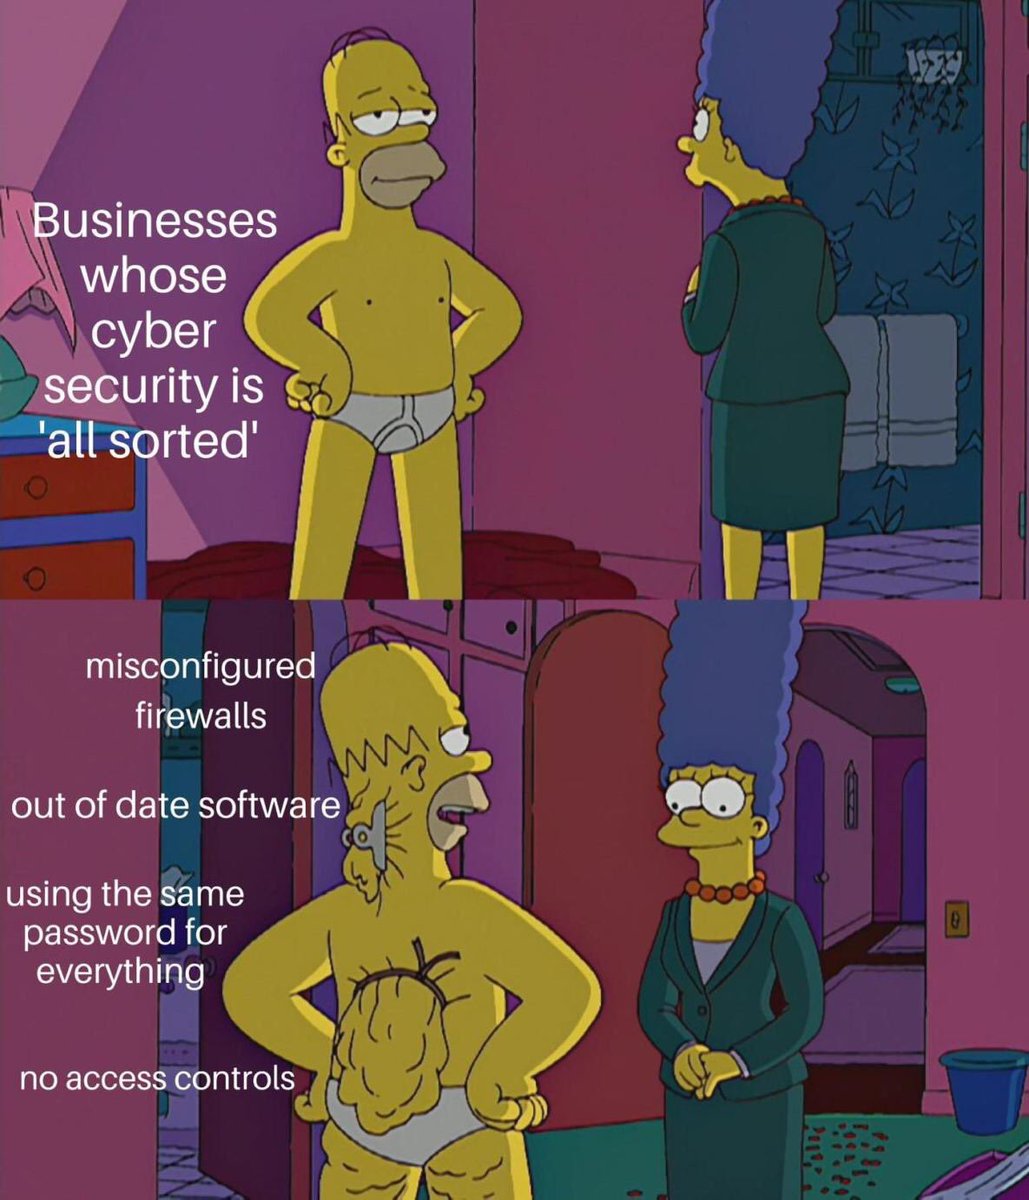 Businesses
whose
cyber
security is
'all sorted'
misconfigured
firewalls
out of date software
using the same
password for
everything
no access controls